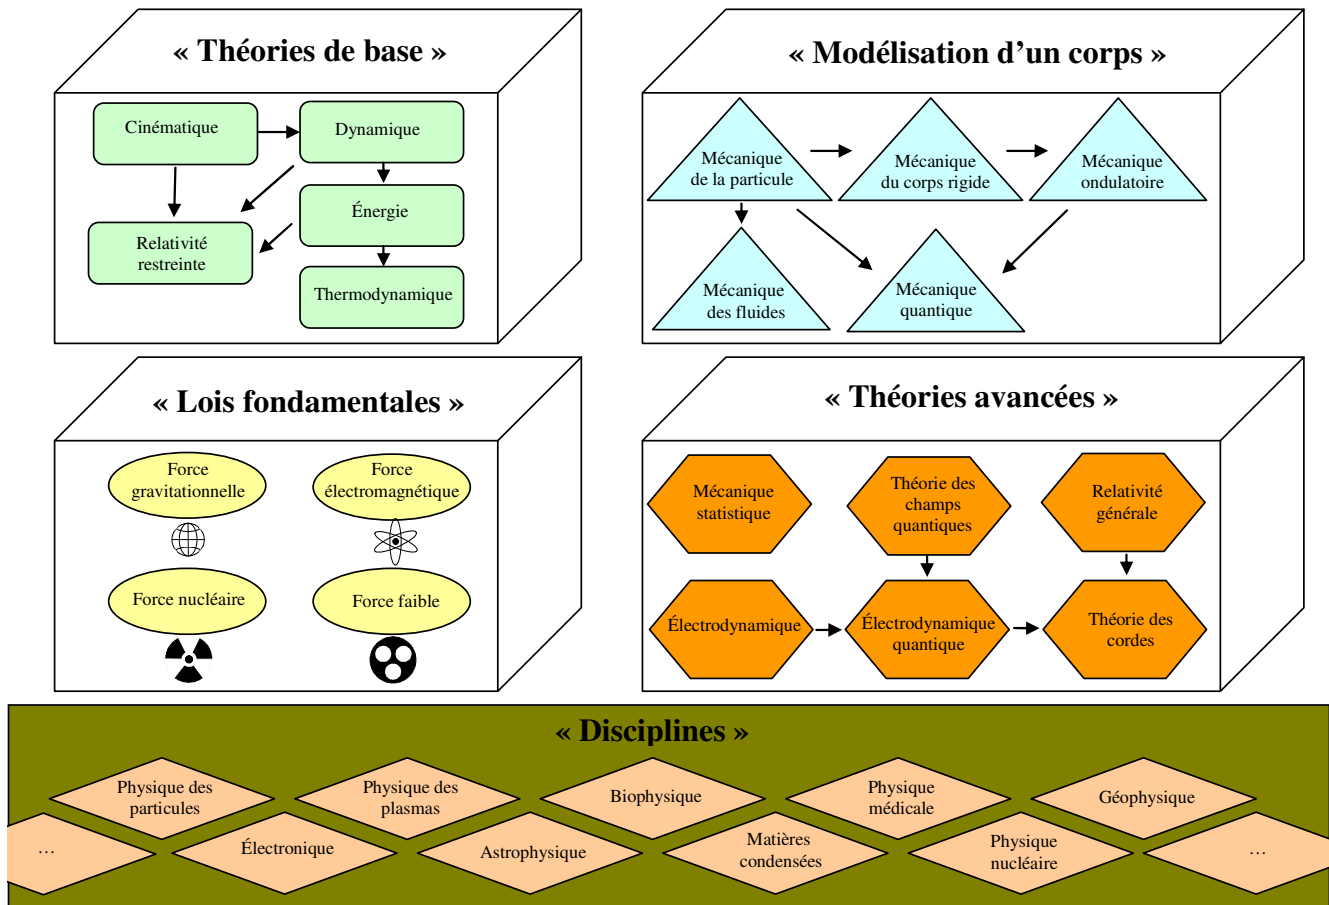 « Théories de base »
Cinématique
Dynamique
Énergie
Relativité
restreinte
Thermodynamique
« Modélisation d’un corps »
Mécanique
de la particule
Mécanique
du corps rigide
Mécanique
ondulatoire
Mécanique
des fluides
Mécanique
quantique
« Lois fondamentales »
Force
gravitationnelle
Force
électromagnétique
Force nucléaire
Force faible
« Théories avancées »
Mécanique
statistique
Théorie des
champs
quantiques
Relativité
générale
Électrodynamique
Électrodynamique
quantique
Théorie des
cordes
« Disciplines »
Physique des
particules
Physique des
plasmas
Biophysique
Physique
médicale
Géophysique
…
Électronique
Astrophysique
Matières
condensées
Physique
nucléaire
…